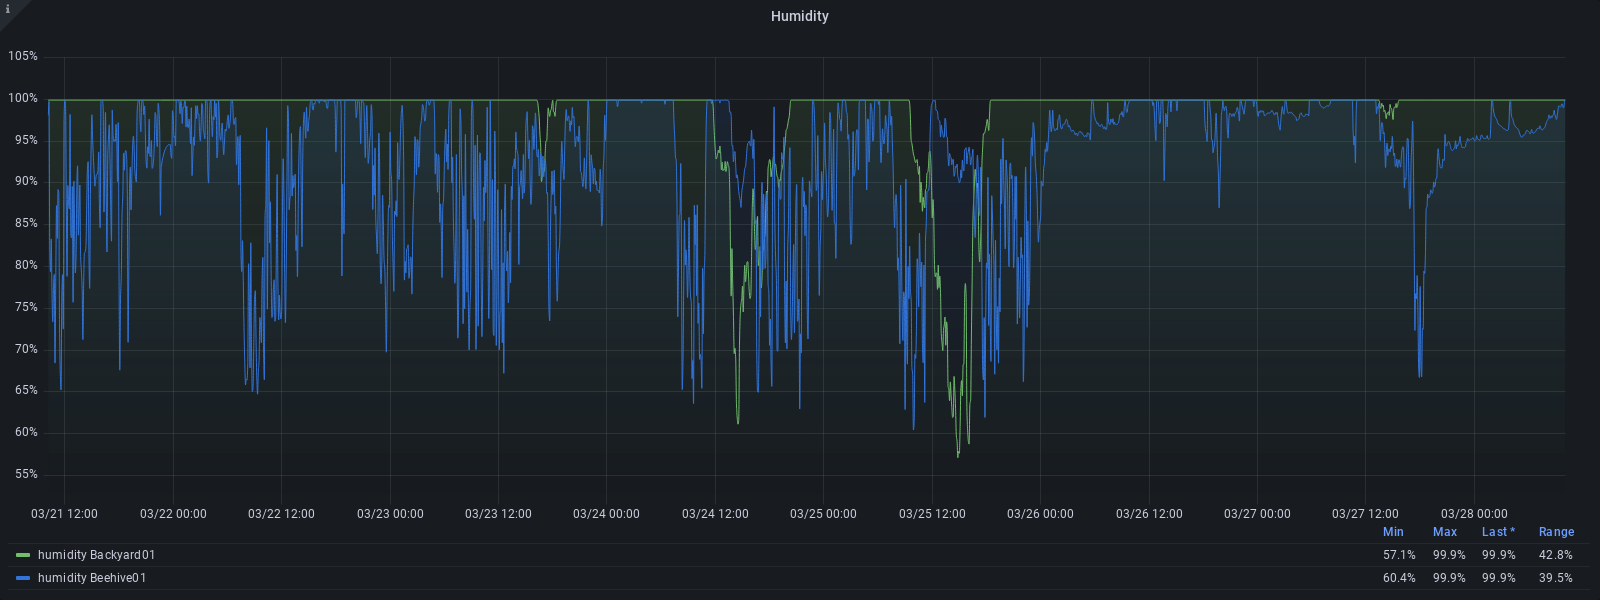 i
Humidity
105%
100%
95%
90%
85%
80%
75%
70%
65%
60%
55%
03/21 12:00 03/22 00:00 03/22 12:00 03/23 00:00 03/23 12:00 03/24 00:00 03/24 12:00 03/25 00:00 03/25 12:00 03/26 00:00 03/26 12:00 03/27 00:00 03/27 12:00 03/28 00:00
Min Max Last * Range
humidity Backyard01 57.1% 99.9% 99.9% 42.8%
humidity Beehive01 60.4% 99.9% 99.9% 39.5%